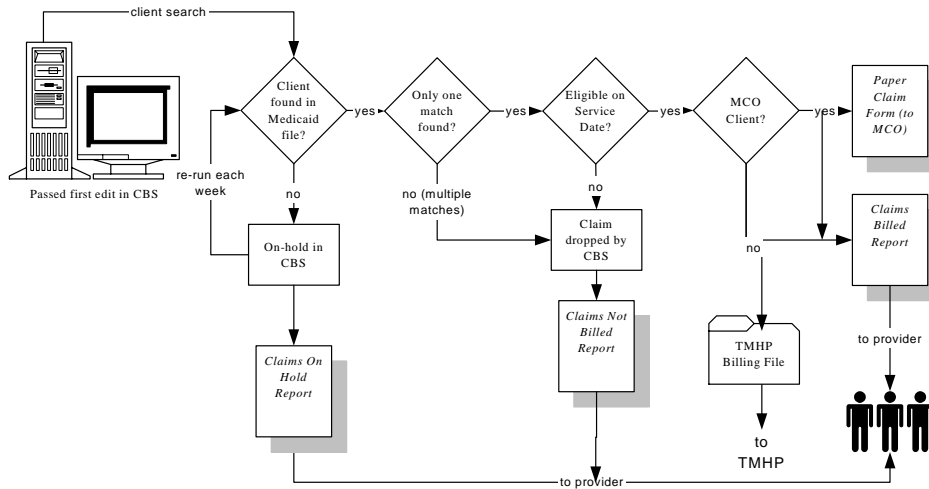 client search
Passed first edit in CBS
Client
found in
Medicaid
file?
yes
Only one
match
found?
yes
Eligible on
Service
Date?
yes
MCO
Client?
yes
Paper
Claim
Form (to
MCO)
re-run each
week
no
no (multiple
matches)
no
no
On-hold in
CBS
Claim
dropped by
CBS
Claims
Billed
Report
Claims On
Hold
Report
Claims Not
Billed
Report
TMHP
Billing File
to provider
to
TMHP
to provider